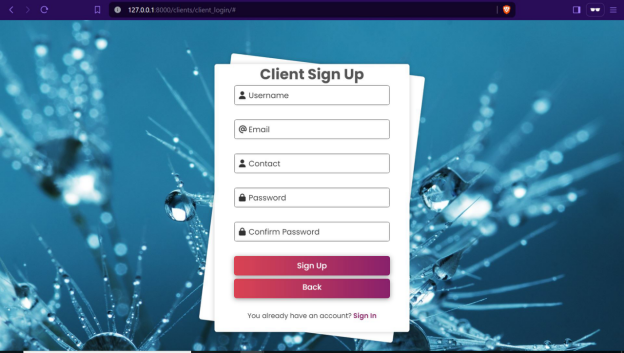 127.0.0.1:8000/clients/client_login/#
Client Sign Up
Username
Email
Contact
Password
Confirm Password
Sign Up
Back
You already have an account? Sign In